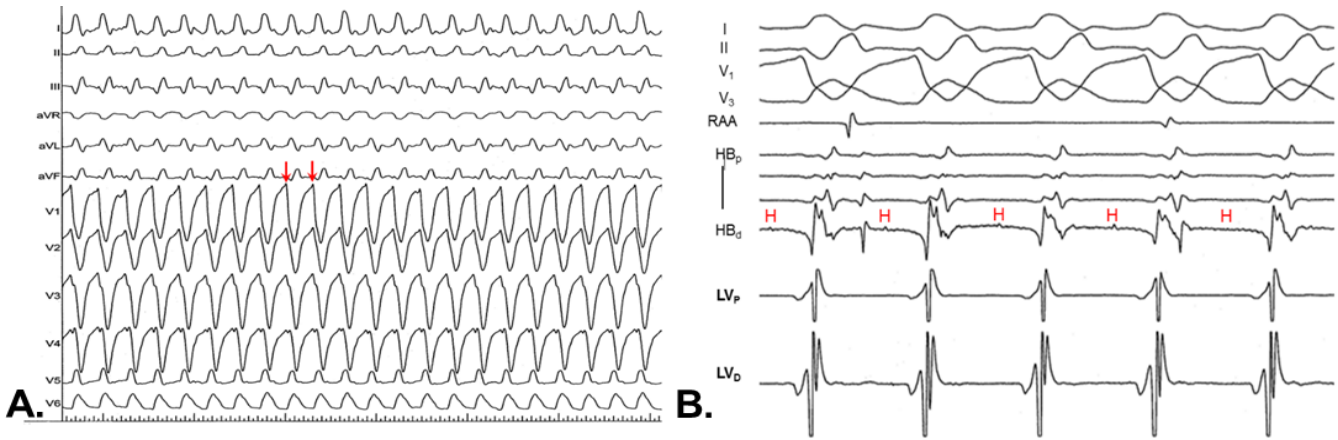 I
II
III
aVR
aVL
aVF
V1
V2
V3
V4
V5
V6
A.
I
II
V1
V3
RAA
HBp
H H H H H
HBd
LVP
LVD
B.